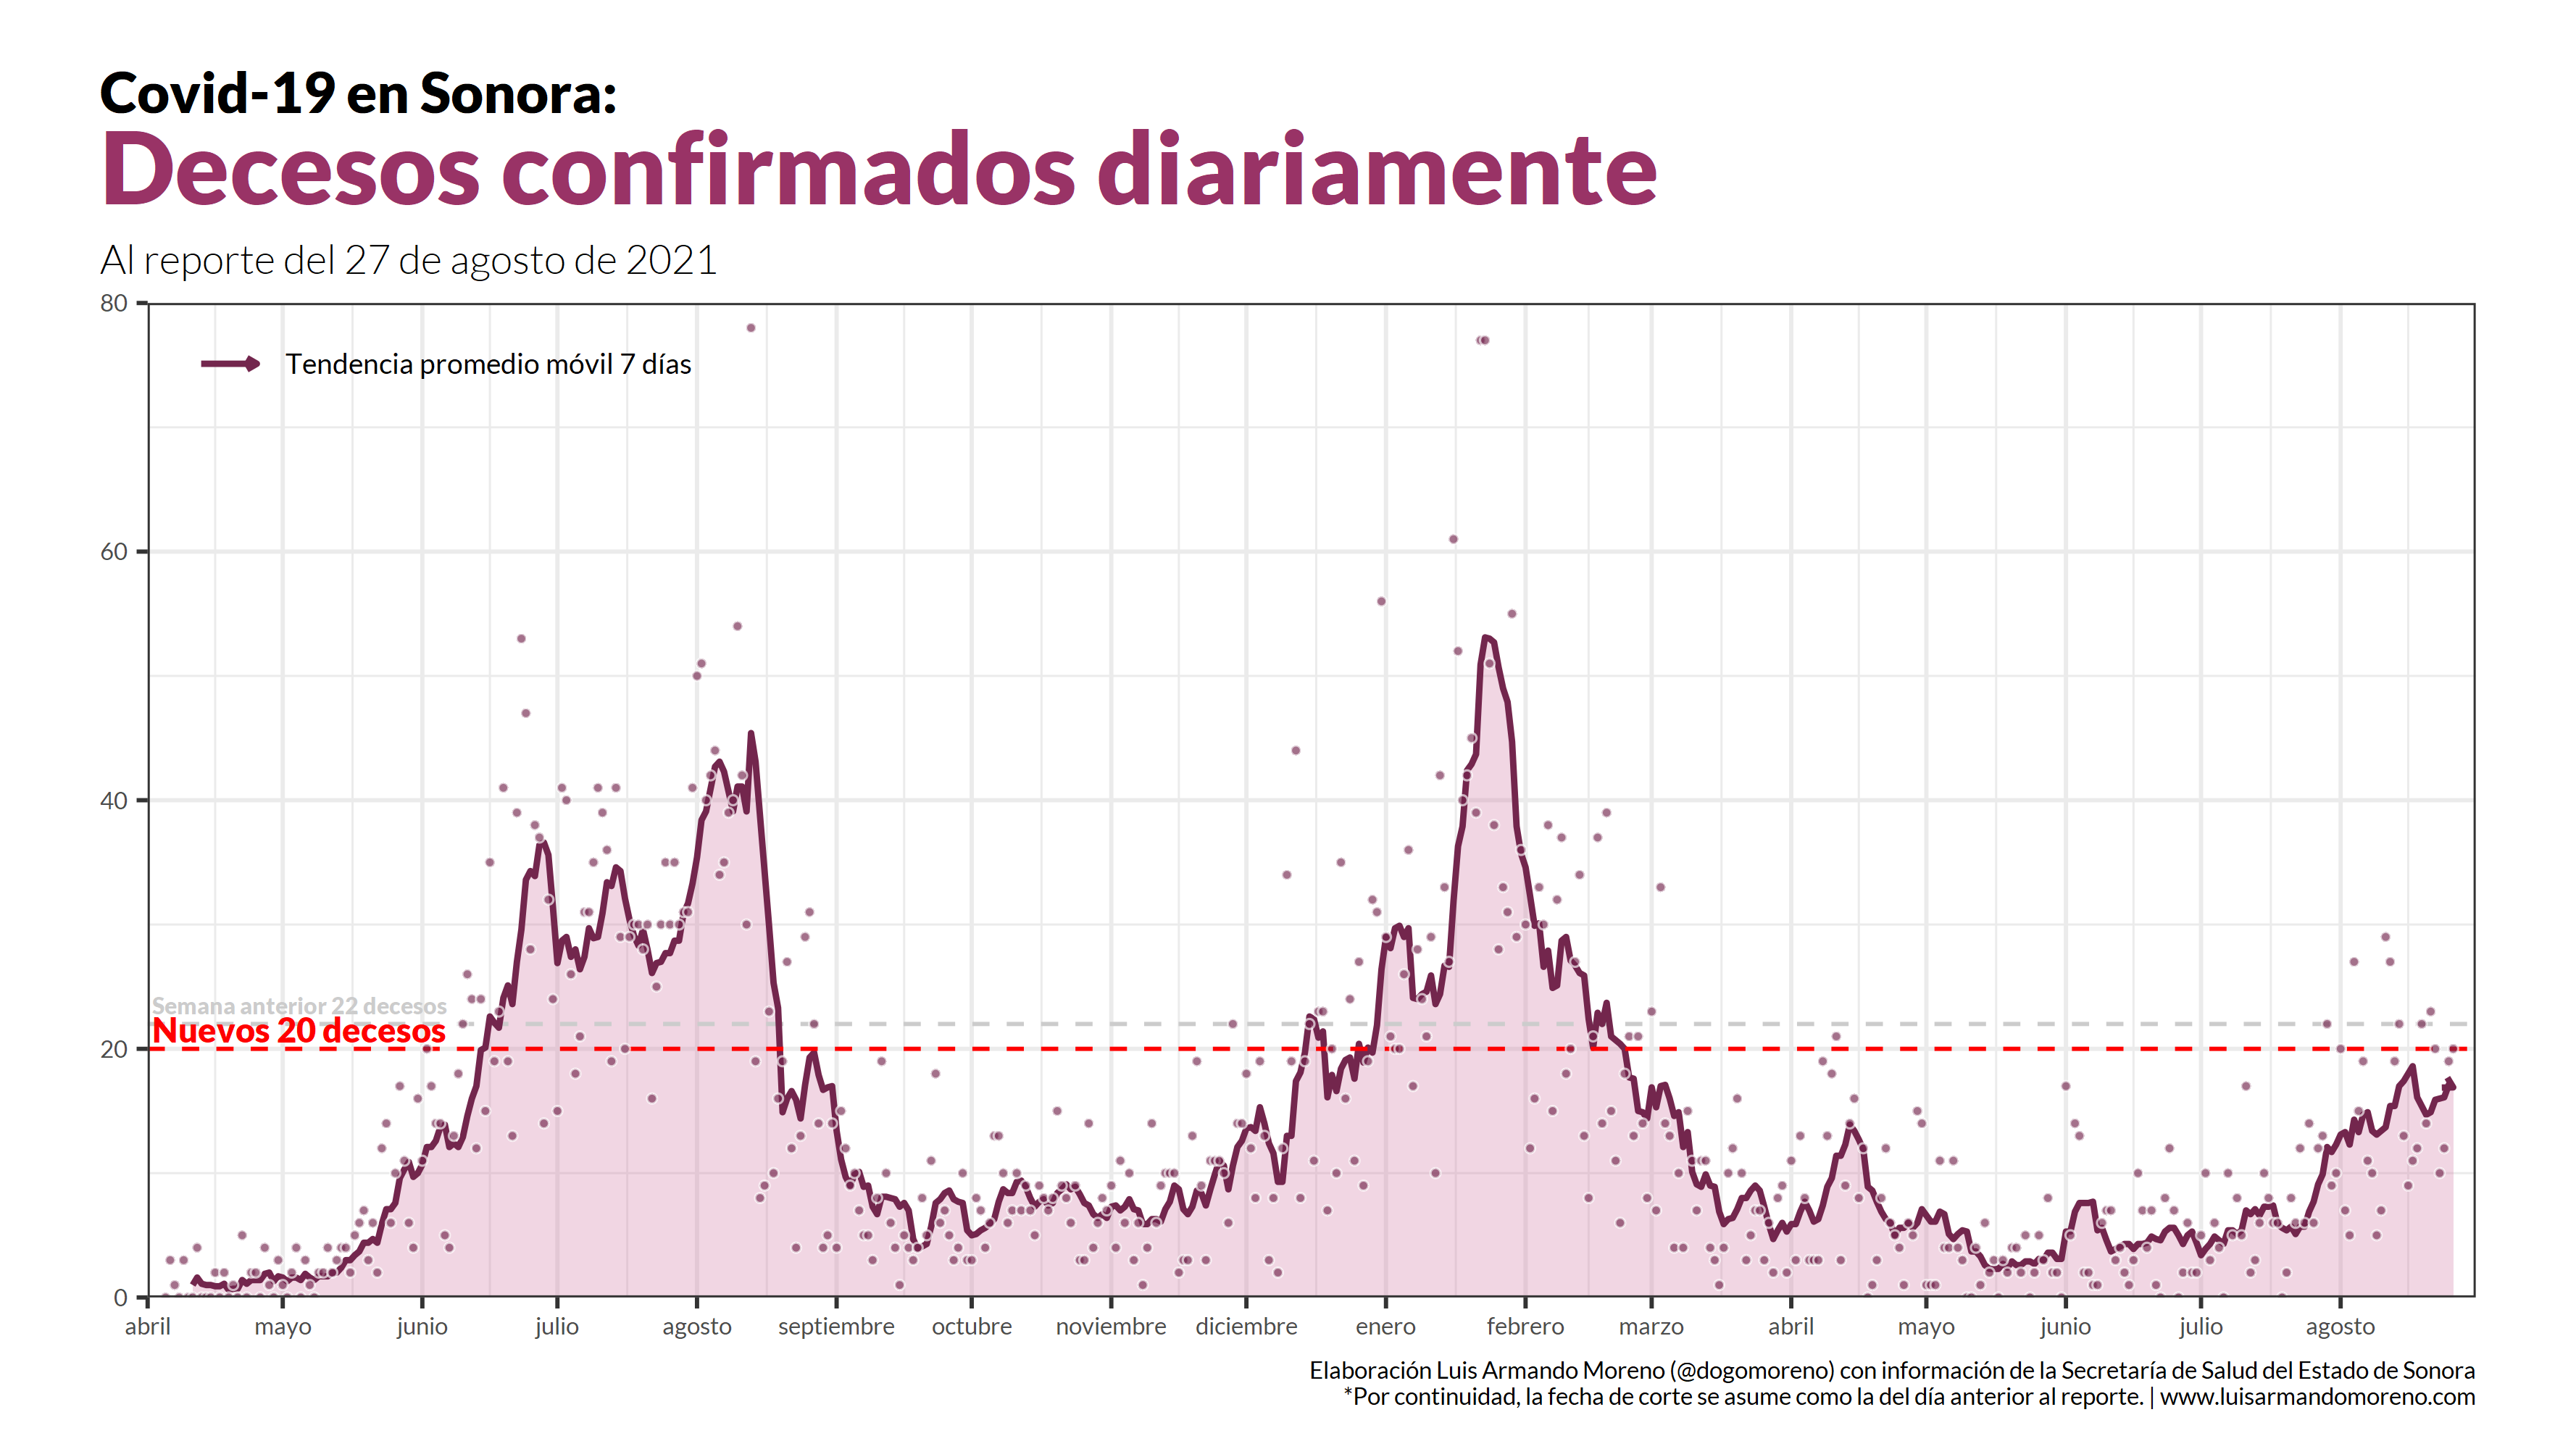 Covid-19 en Sonora:
Decesos confirmados diariamente
Al reporte del 27 de agosto de 2021
80
Tendencia promedio móvil 7 días
60
40
Semana anterior 22 decesos
Nuevos 20 decesos
20
0
abril mayo junio julio agosto septiembre octubre noviembre diciembre enero febrero marzo abril mayo junio julio agosto
Elaboración Luis Armando Moreno (@dogomoreno) con información de la Secretaría de Salud del Estado de Sonora
*Por continuidad, la fecha de corte se asume como la del día anterior al reporte. | www.luisarmandomoreno.com